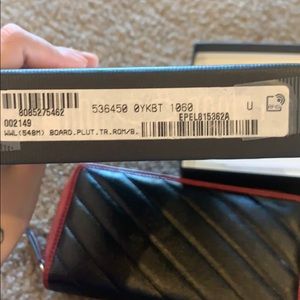 536450 0YKBT 1060 U
8085275462
002149 EPEL815362A
WWL(548M) BOARD.PLUT.TR.ROM/B.